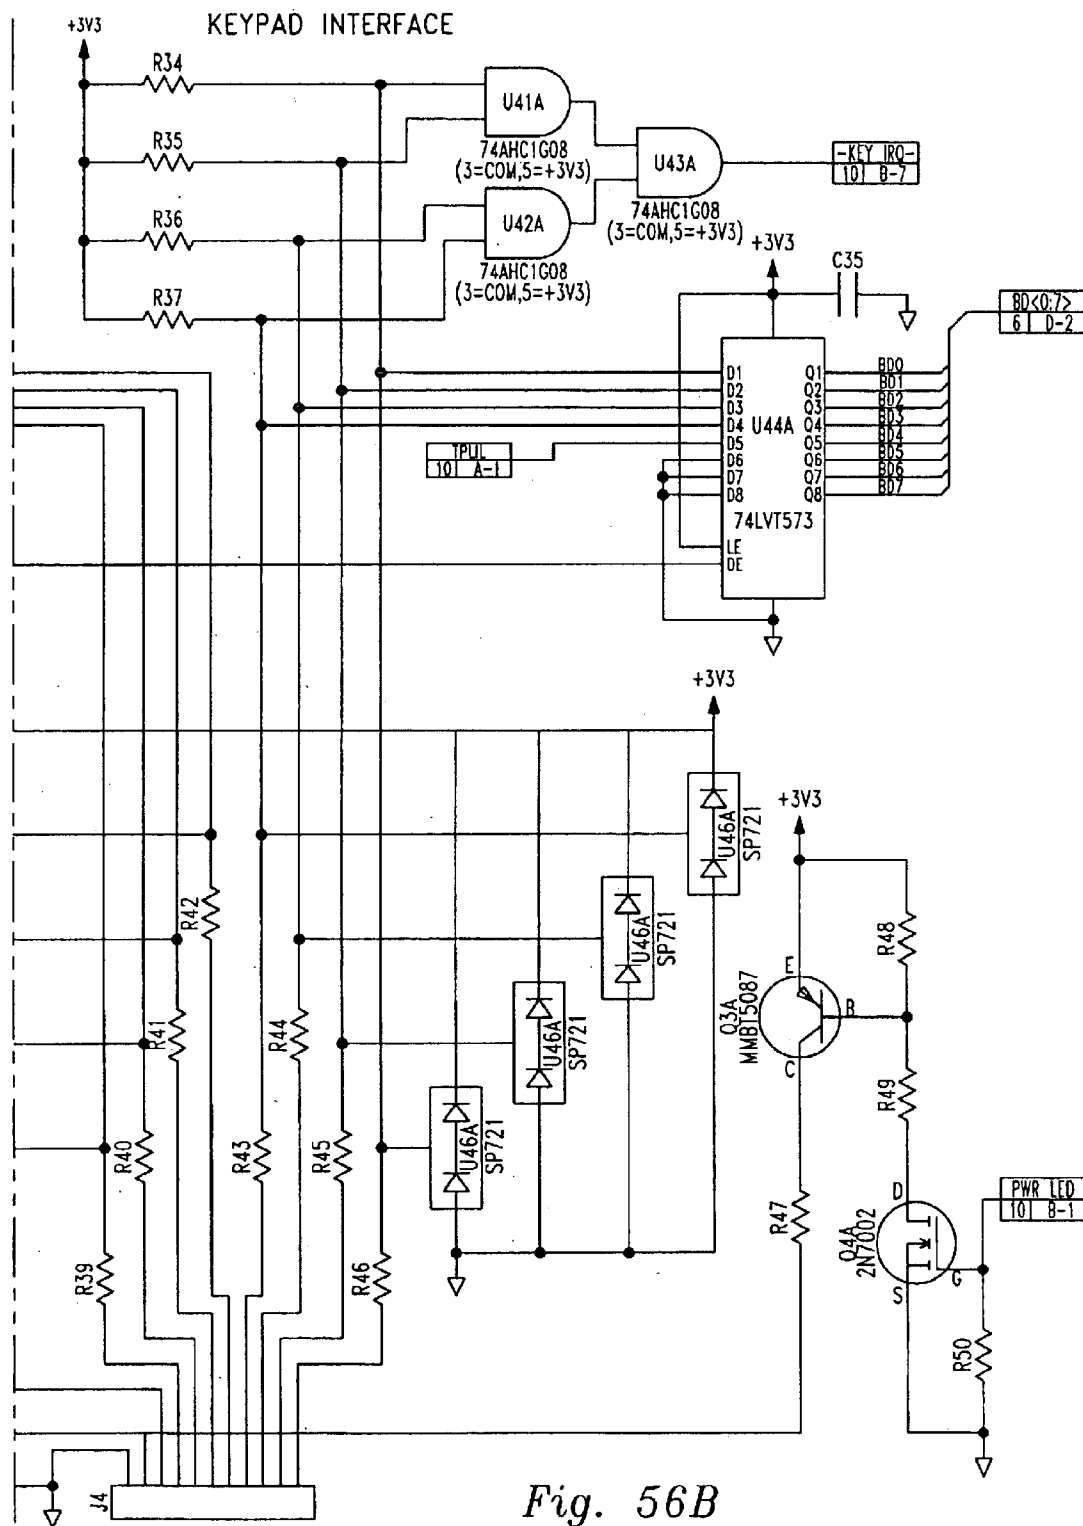 KEYPAD INTERFACE
+3V3
R34
R35
R36
R37
U41A
74AHC1G08
(3=COM,5=+3V3)
U42A
74AHC1G08
(3=COM,5=+3V3)
U43A
74AHC1G08
(3=COM,5=+3V3)
-KEY IRQ-
10 B-7
+3V3
C35
BD<0:7>
6 D-2
D1
D2
D3
D4
D5
D6
D7
D8
LE
OE
U44A
74LVT573
Q1
Q2
Q3
Q4
Q5
Q6
Q7
Q8
BD0
BD1
BD2
BD3
BD4
BD5
BD6
BD7
TPUL
10 A-1
+3V3
U46A
SP721
U46A
SP721
U46A
SP721
U46A
SP721
R42
R41
R44
R40
R43
R45
R39
R46
+3V3
R48
E
B
C
Q3A
MMBT5087
R49
R47
D
G
S
Q4A
2N7002
PWR LED
10 B-1
R50
J4
Fig. 56B